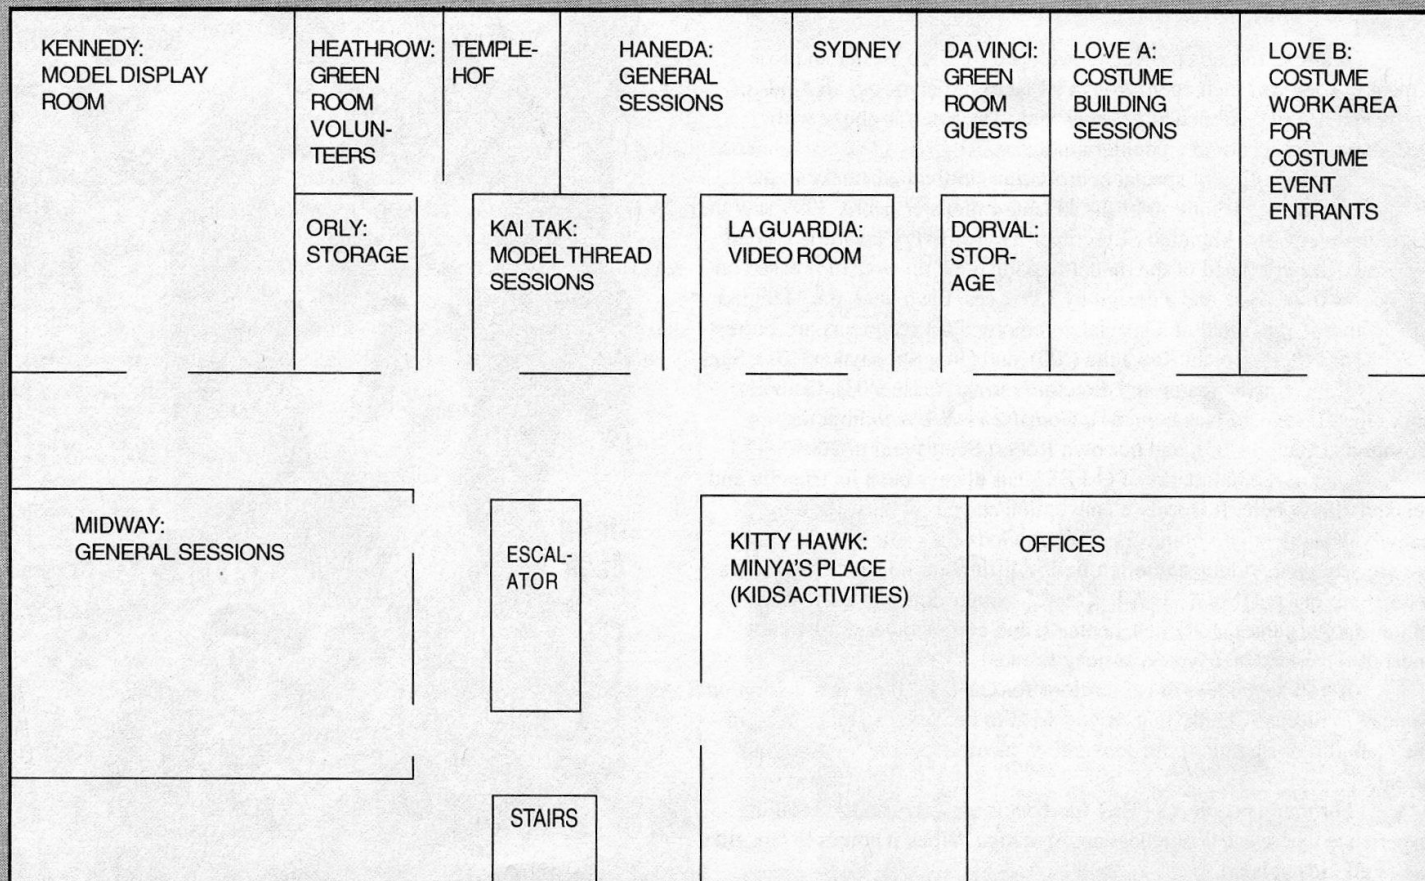 KENNEDY:
MODEL DISPLAY
ROOM
HEATHROW:
GREEN
ROOM
VOLUN-
TEERS
TEMPLE-
HOF
HANEDA:
GENERAL
SESSIONS
SYDNEY
DA VINCI:
GREEN
ROOM
GUESTS
LOVE A:
COSTUME
BUILDING
SESSIONS
LOVE B:
COSTUME
WORK AREA
FOR
COSTUME
EVENT
ENTRANTS
ORLY:
STORAGE
KAI TAK:
MODEL THREAD
SESSIONS
LA GUARDIA:
VIDEO ROOM
DORVAL:
STOR-
AGE
MIDWAY:
GENERAL SESSIONS
ESCAL-
ATOR
KITTY HAWK:
MINYA'S PLACE
(KIDS ACTIVITIES)
OFFICES
STAIRS